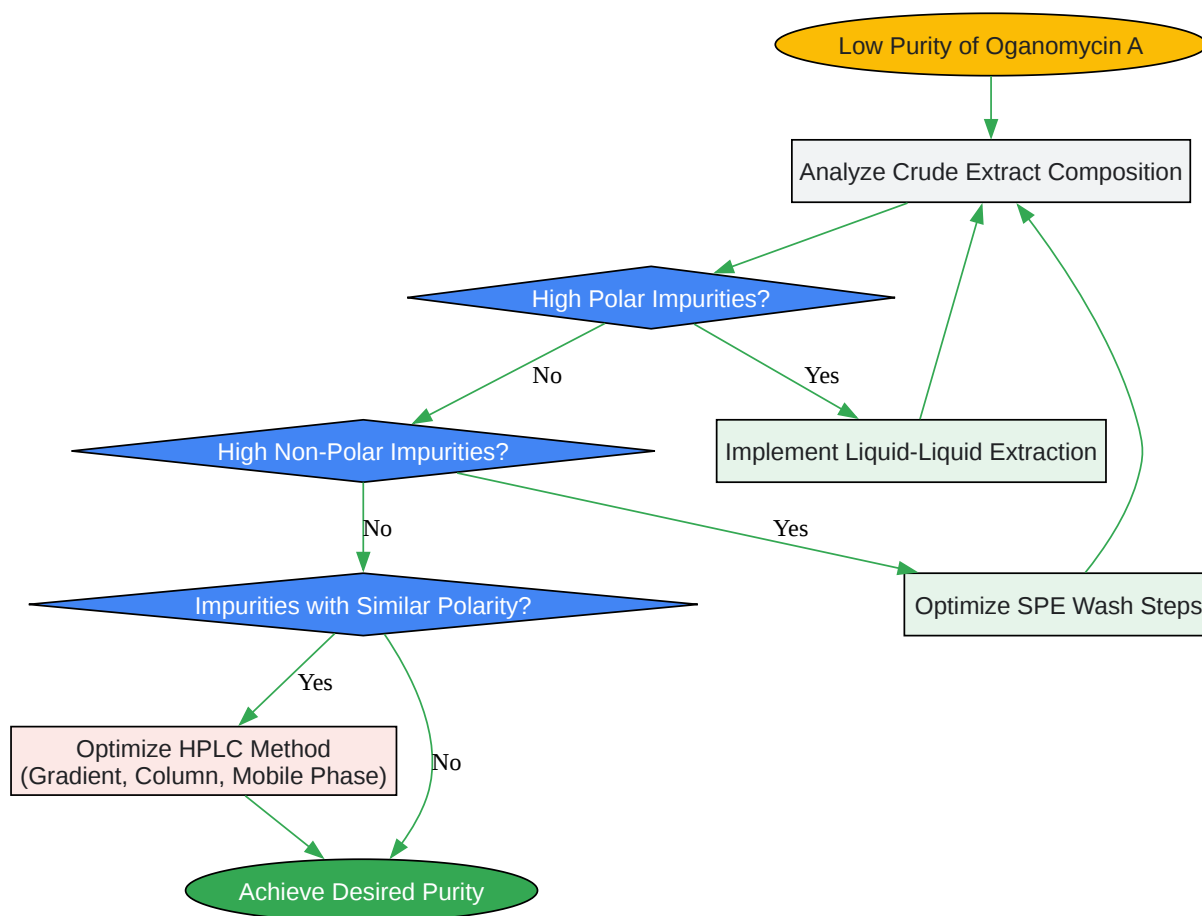 Low Purity of Oganomycin A
Analyze Crude Extract Composition
High Polar Impurities?
No
Yes
High Non-Polar Impurities?
Implement Liquid-Liquid Extraction
No
Yes
Impurities with Similar Polarity?
Optimize SPE Wash Steps
Yes
No
Optimize HPLC Method
(Gradient, Column, Mobile Phase)
Achieve Desired Purity